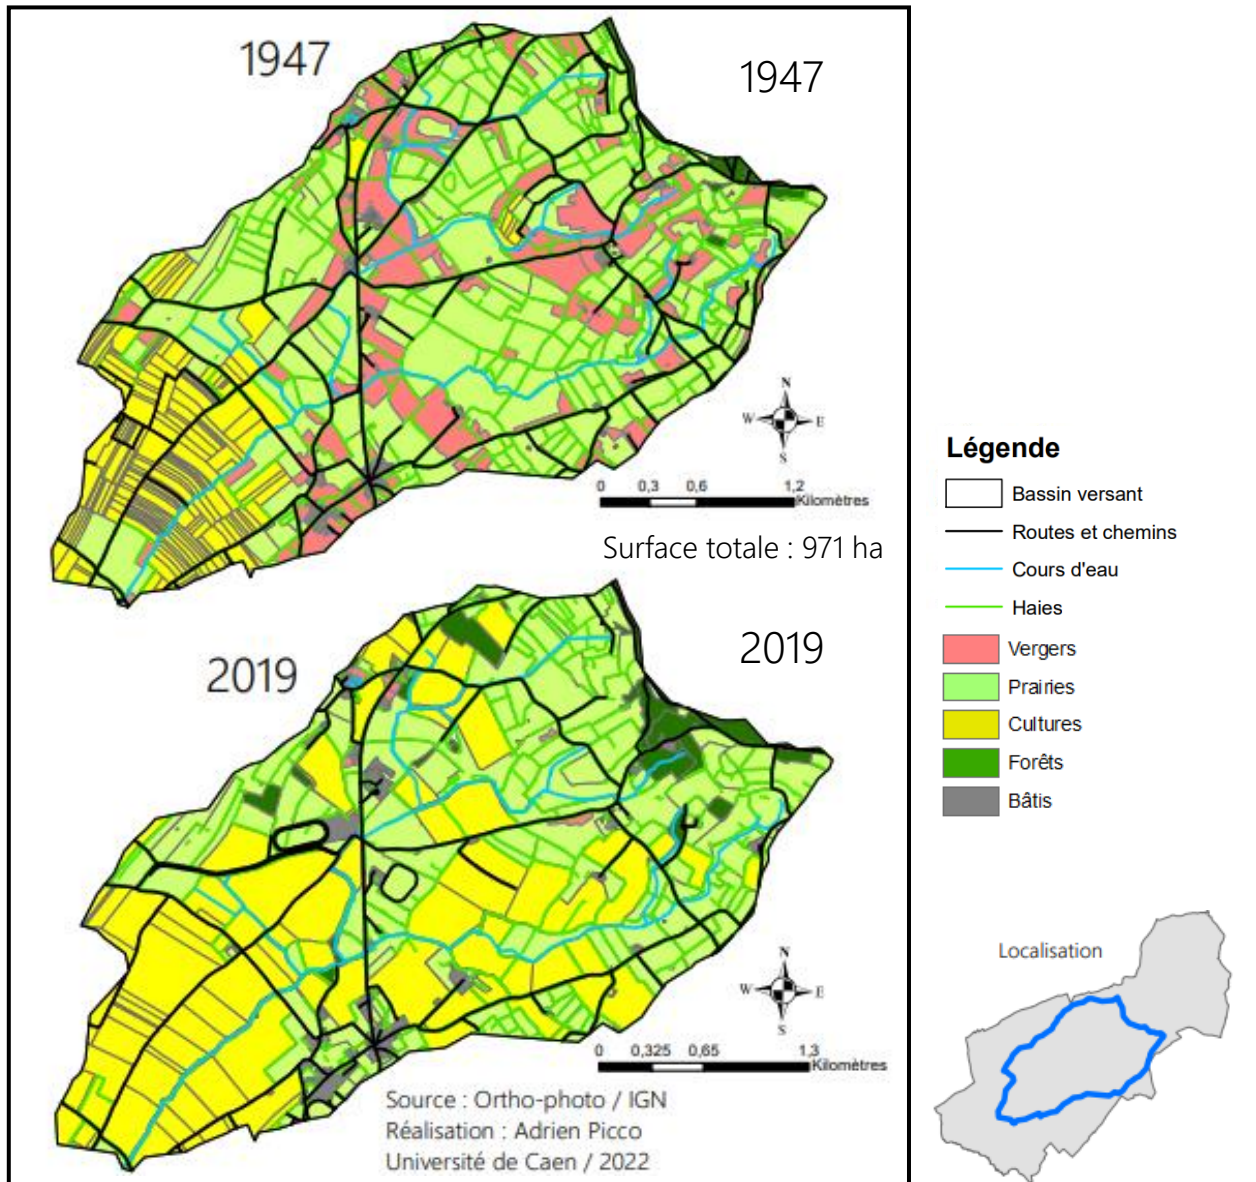 1947
1947
N
W
E
S
0
0,3
0,6
1,2
Kilomètres
Surface totale : 971 ha
2019
2019
N
W
E
S
0
0,325
0,65
1,3
Kilomètres
Source : Ortho-photo / IGN
Réalisation : Adrien Picco
Université de Caen / 2022
Légende
Bassin versant
Routes et chemins
Cours d'eau
Haies
Vergers
Prairies
Cultures
Forêts
Bâtis
Localisation